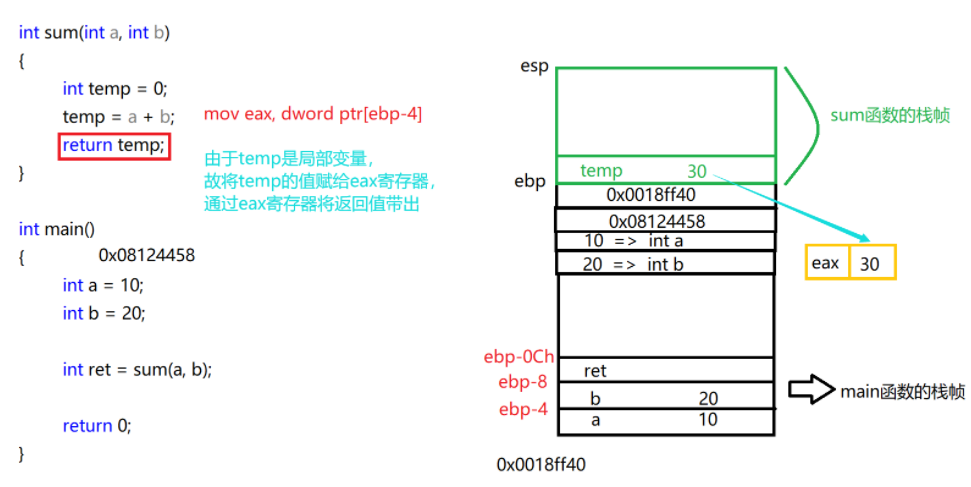 int sum(int a, int b)
{
int temp = 0;
temp = a + b;
return temp;
}
mov eax, dword ptr[ebp-4]
由于temp是局部变量，
故将temp的值赋给eax寄存器，
通过eax寄存器将返回值带出
int main()
{
0x08124458
int a = 10;
int b = 20;
int ret = sum(a, b);
return 0;
}
esp
sum函数的栈帧
temp 30
ebp
0x0018ff40
0x08124458
10 => int a
20 => int b
eax 30
ebp-0Ch
ret
ebp-8
b 20
ebp-4
a 10
main函数的栈帧
0x0018ff40